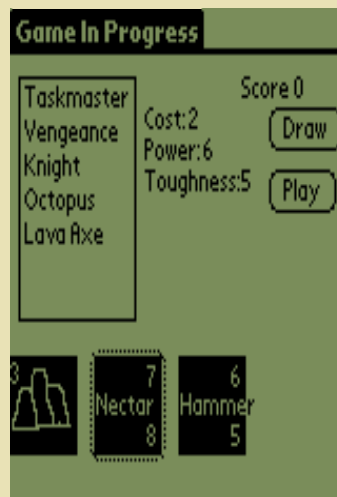 Game In Progress
Score 0
Taskmaster
Vengeance
Knight
Octopus
Lava Axe
Cost:2
Power:6
Toughness:5
Draw
Play
3
7
Nectar
8
6
Hammer
5